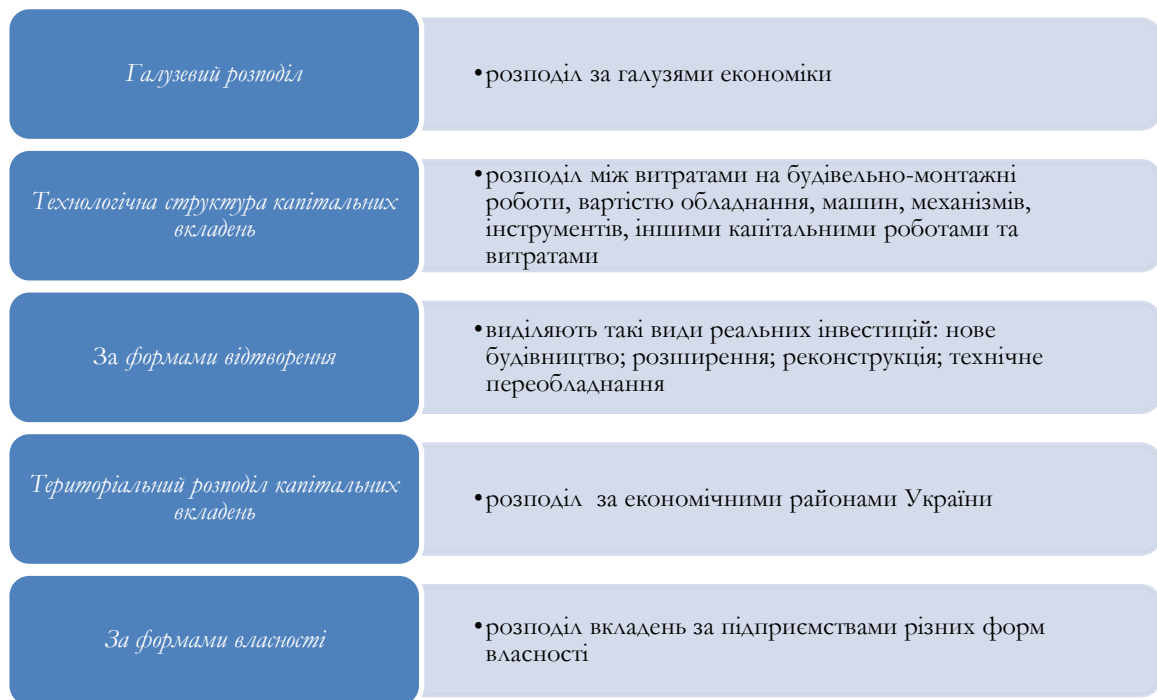 Галузевий розподіл
•розподіл за галузями економіки
Технологічна структура капітальних
вкладень
•розподіл між витратами на будівельно-монтажні
роботи, вартістю обладнання, машин, механізмів,
інструментів, іншими капітальними роботами та
витратами
За формами відтворення
•виділяють такі види реальних інвестицій: нове
будівництво; розширення; реконструкція; технічне
переобладнання
Територіальний розподіл капітальних
вкладень
•розподіл за економічними районами України
За формами власності
•розподіл вкладень за підприємствами різних форм
власності